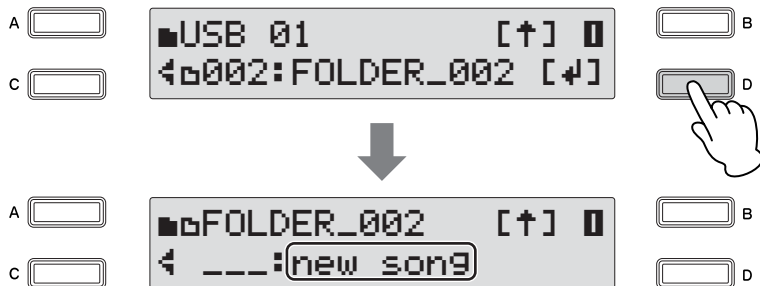 A B
■USB 01 [↑]
C D
002:FOLDER_002 [↲]
A B
FOLDER_002 [↑]
C D
___:new song